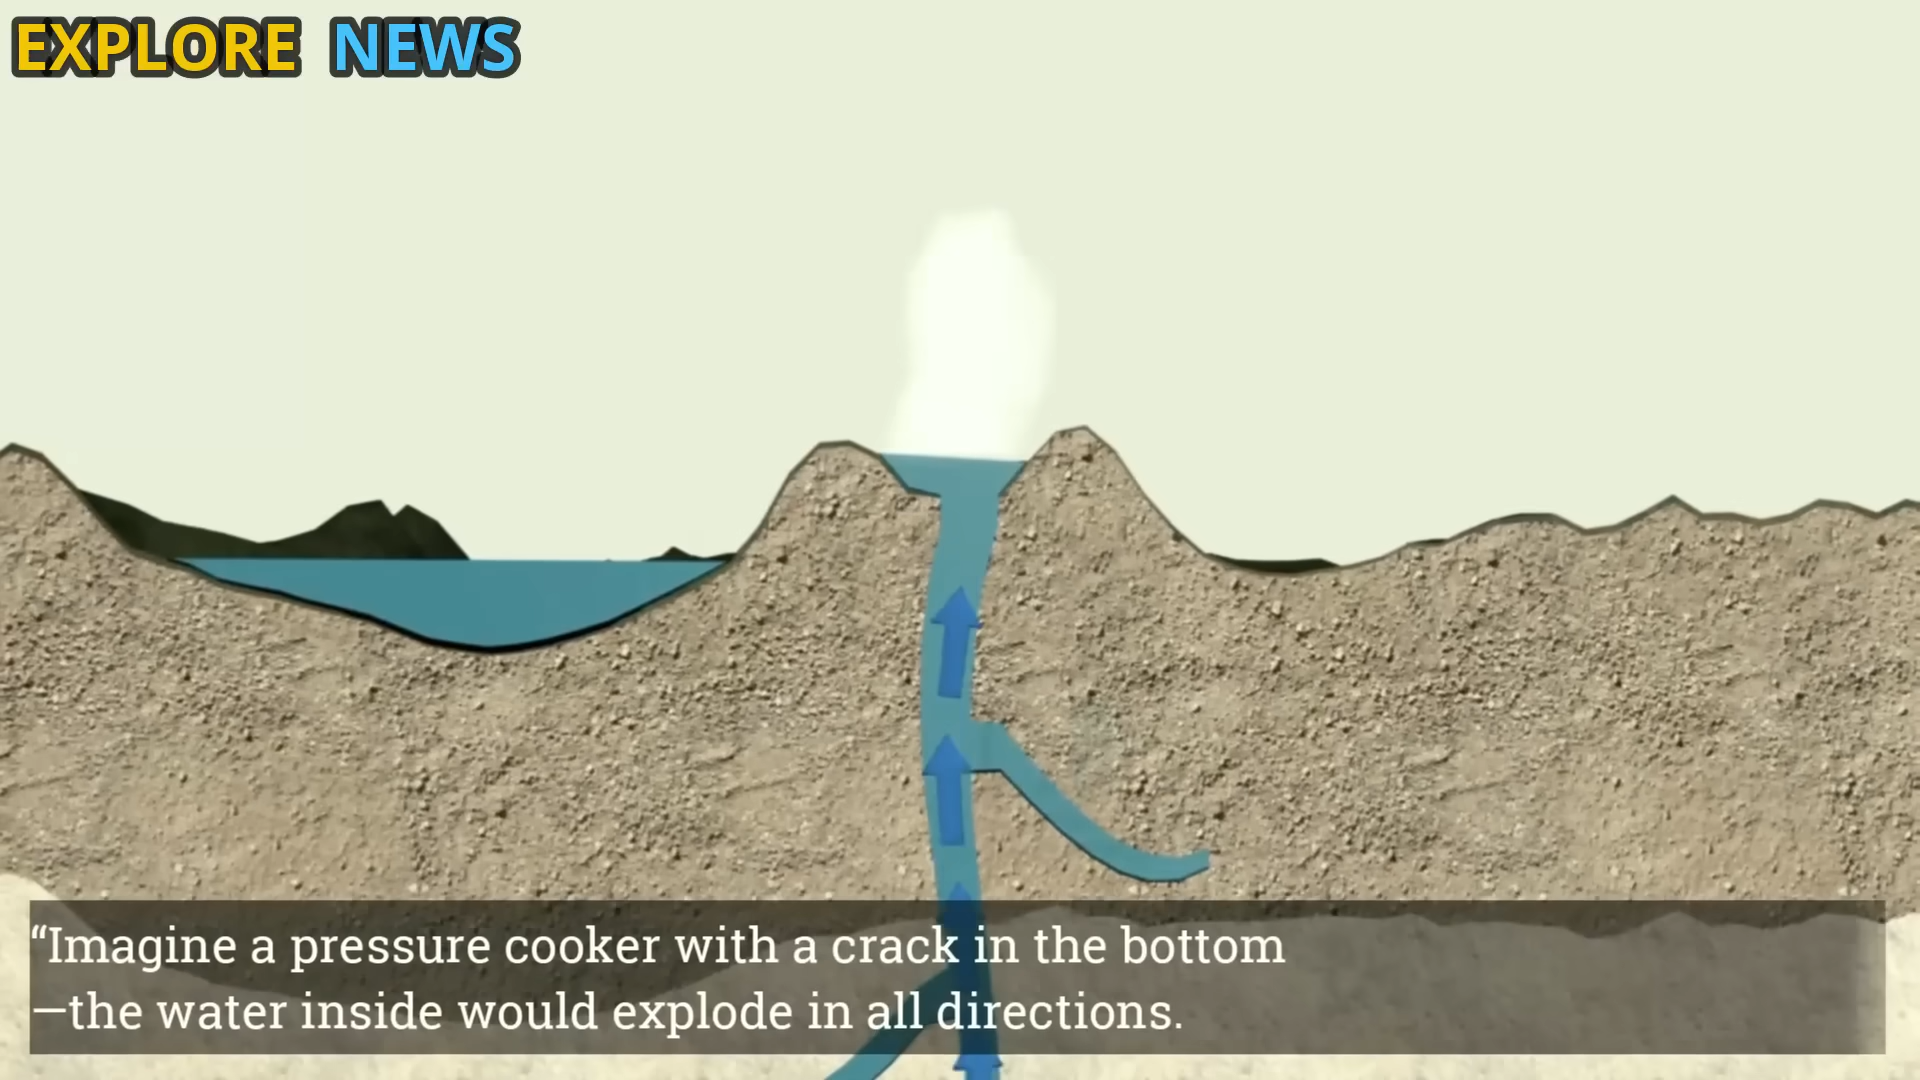 EXPLORE NEWS
“Imagine a pressure cooker with a crack in the bottom
—the water inside would explode in all directions.